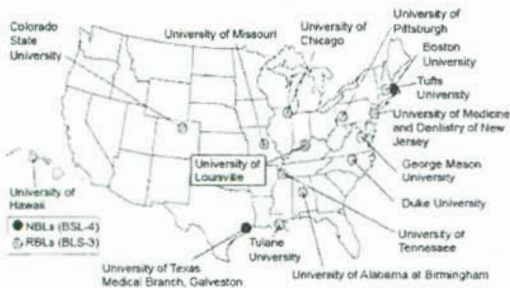 Colorado
State
University
University of Missouri
University of
Chicago
University of
Pittsburgh
Boston
University
Tufts
Univeristy
University of Medicine
and Dentistry of New
Jersey
George Mason
University
Duke University
University of
Tennessee
University of Alabama at Birmingham
Tulane
University
University of Texas
Medical Branch, Galveston
University of
Loursville
University of
Hawaii
NBLs (BSL-4)
RBLs (BLS-3)